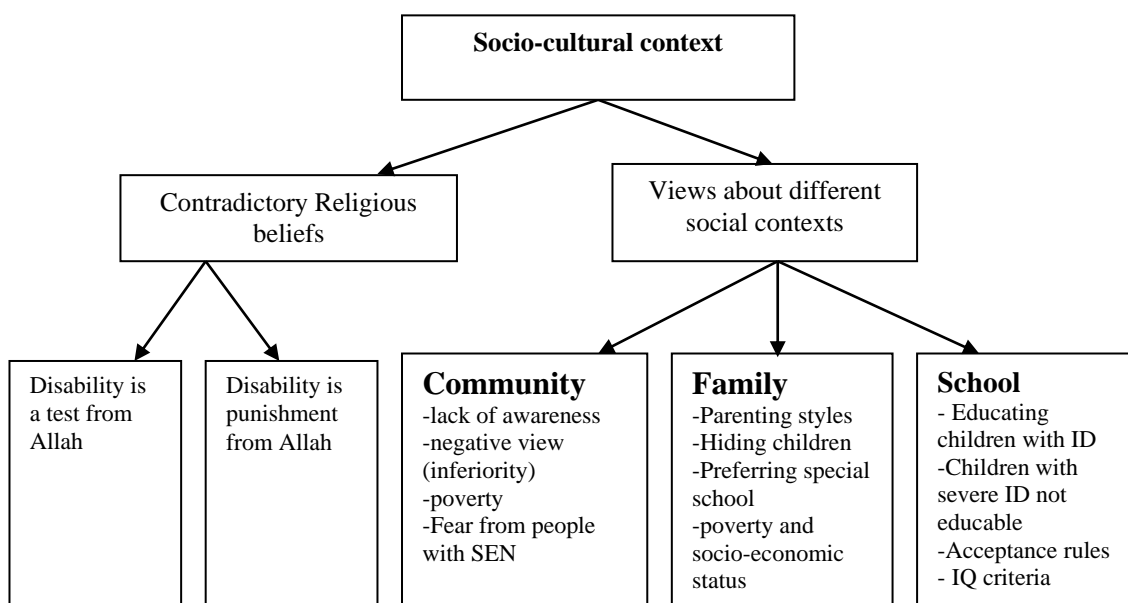 Socio-cultural context
Contradictory Religious
beliefs
Views about different
social contexts
Disability is
a test from
Allah
Disability is
punishment
from Allah
Community
-lack of awareness
-negative view
(inferiority)
-poverty
-Fear from people
with SEN
Family
-Parenting styles
-Hiding children
-Preferring special
school
-poverty and
socio-economic
status
School
- Educating
children with ID
-Children with
severe ID not
educable
-Acceptance rules
- IQ criteria